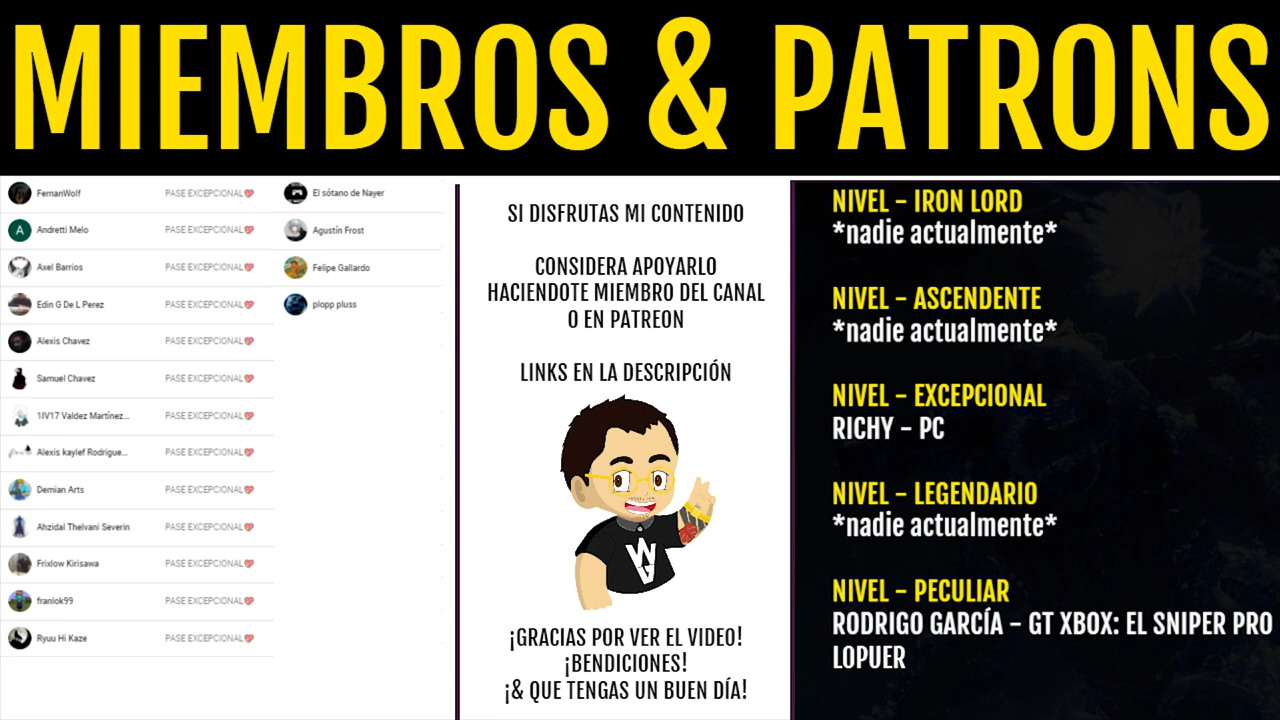 MIEMBROS & PATRONS
FernanWolf PASE EXCEPCIONAL
A Andretti Melo PASE EXCEPCIONAL
Axel Barrios PASE EXCEPCIONAL
Edin G De L Perez PASE EXCEPCIONAL
Alexis Chavez PASE EXCEPCIONAL
Samuel Chavez PASE EXCEPCIONAL
1IV17 Valdez Martínez... PASE EXCEPCIONAL
Alexis kaylef Rodrigue... PASE EXCEPCIONAL
Demian Arts PASE EXCEPCIONAL
Ahzidal Thelvani Severin PASE EXCEPCIONAL
Frixlow Kirisawa PASE EXCEPCIONAL
franlok99 PASE EXCEPCIONAL
Ryuu Hi Kaze PASE EXCEPCIONAL
El sótano de Nayer
Agustín Frost
Felipe Gallardo
plopp pluss
SI DISFRUTAS MI CONTENIDO
CONSIDERA APOYARLO
HACIENDOTE MIEMBRO DEL CANAL
O EN PATREON
LINKS EN LA DESCRIPCIÓN
¡GRACIAS POR VER EL VIDEO!
¡BENDICIONES!
¡& QUE TENGAS UN BUEN DÍA!
NIVEL - IRON LORD
*nadie actualmente*
NIVEL - ASCENDENTE
*nadie actualmente*
NIVEL - EXCEPCIONAL
RICHY - PC
NIVEL - LEGENDARIO
*nadie actualmente*
NIVEL - PECULIAR
RODRIGO GARCÍA - GT XBOX: EL SNIPER PRO
LOPUER